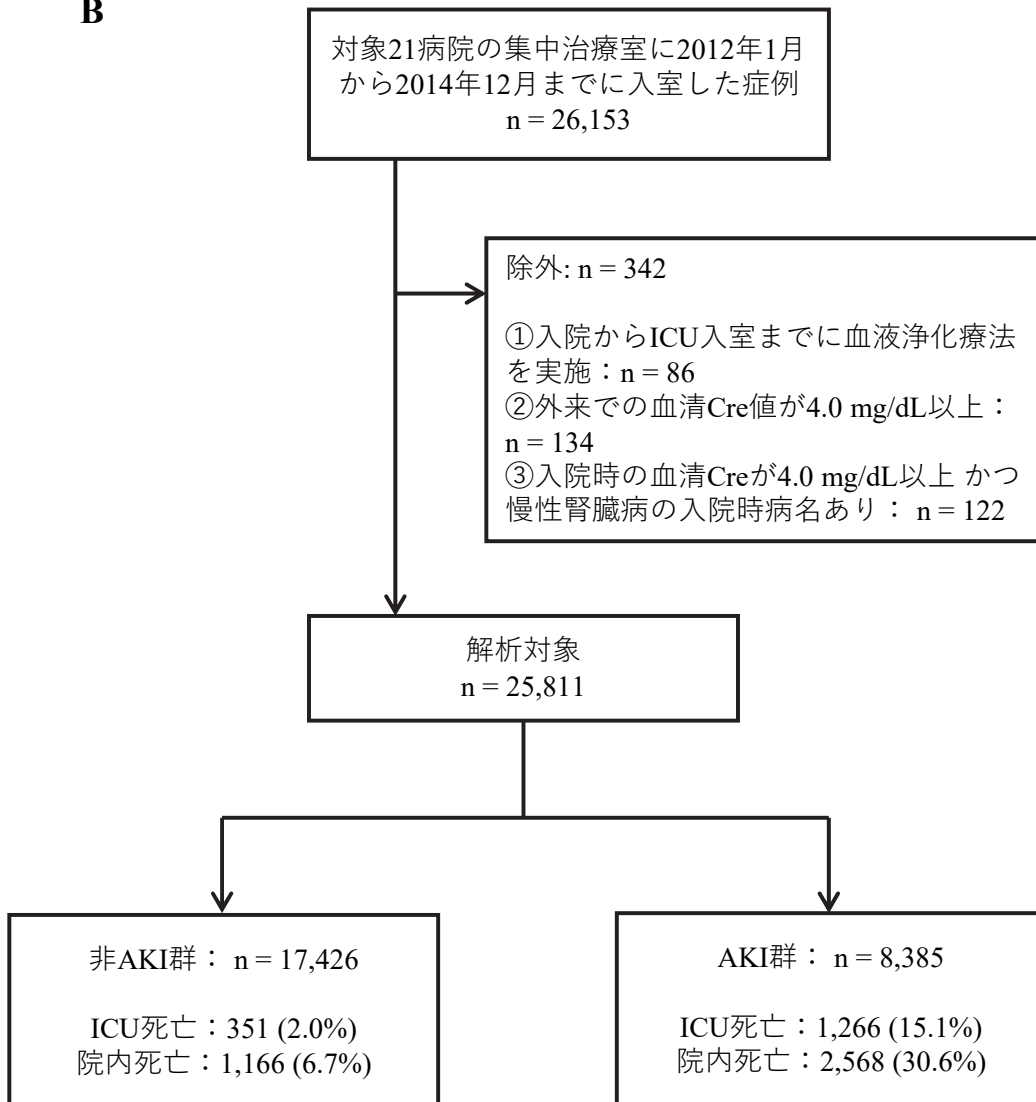 B
対象21病院の集中治療室に2012年1月
から2014年12月までに入室した症例
n = 26,153
除外: n = 342
①入院からICU入室までに血液浄化療法
を実施：n = 86
②外来での血清Cre値が4.0 mg/dL以上：
n = 134
③入院時の血清Creが4.0 mg/dL以上 かつ
慢性腎臓病の入院時病名あり： n = 122
解析対象
n = 25,811
非AKI群： n = 17,426
ICU死亡：351 (2.0%)
院内死亡：1,166 (6.7%)
AKI群： n = 8,385
ICU死亡：1,266 (15.1%)
院内死亡：2,568 (30.6%)